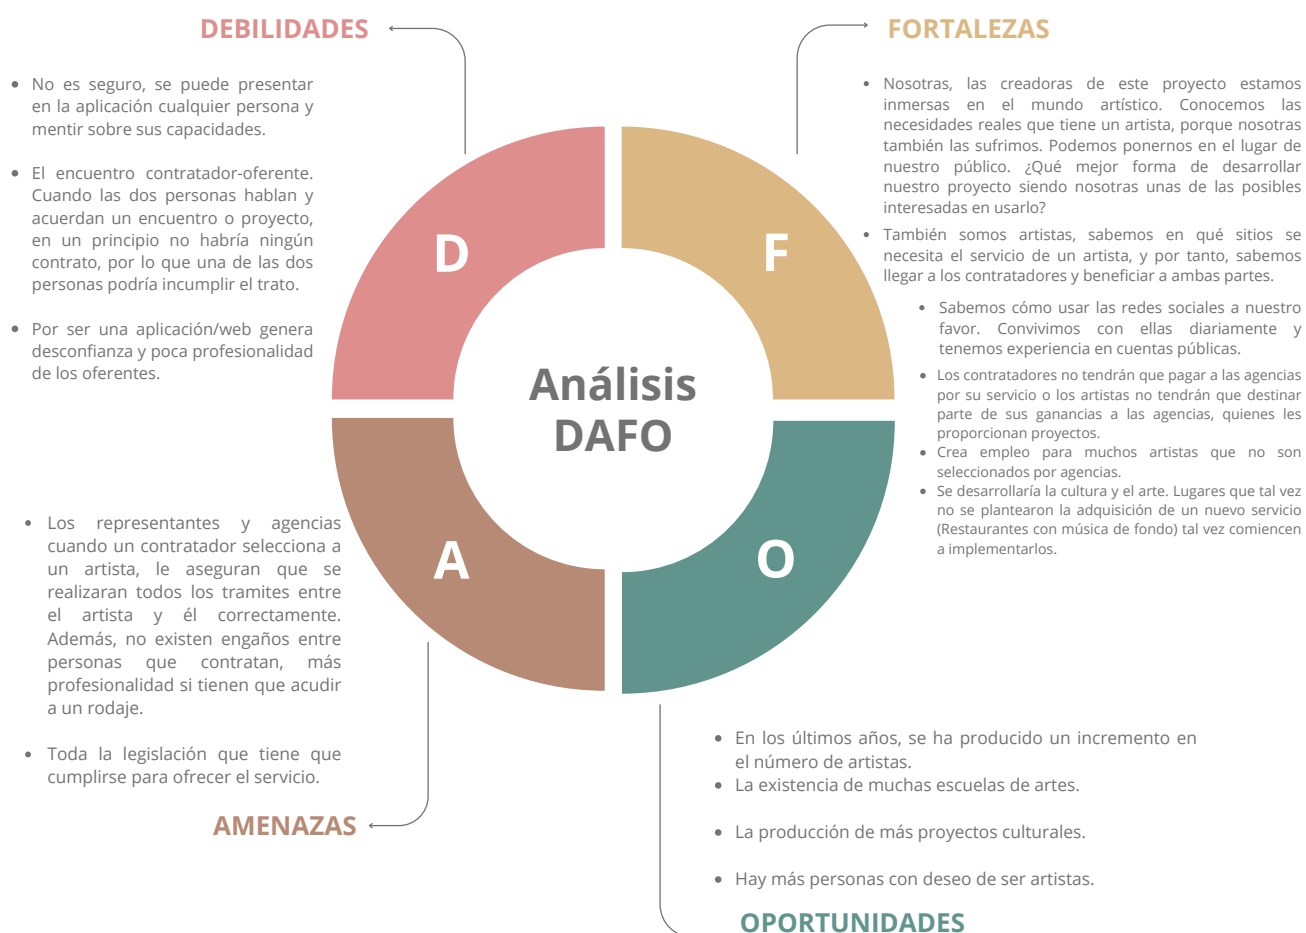 DEBILIDADES
No es seguro, se puede presentar
en la aplicación cualquier persona y
mentir sobre sus capacidades.
El encuentro contratador-oferente.
Cuando las dos personas hablan y
acuerdan un encuentro o proyecto,
en un principio no habría ningún
contrato, por lo que una de las dos
personas podría incumplir el trato.
Por ser una aplicación/web genera
desconfianza y poca profesionalidad
de los oferentes.
FORTALEZAS
Nosotras, las creadoras de este proyecto estamos
inmersas en el mundo artístico. Conocemos las
necesidades reales que tiene un artista, porque nosotras
también las sufrimos. Podemos ponernos en el lugar de
nuestro público. ¿Qué mejor forma de desarrollar
nuestro proyecto siendo nosotras unas de las posibles
interesadas en usarlo?
También somos artistas, sabemos en qué sitios se
necesita el servicio de un artista, y por tanto, sabemos
llegar a los contratadores y beneficiar a ambas partes.
Sabemos cómo usar las redes sociales a nuestro
favor. Convivimos con ellas diariamente y
tenemos experiencia en cuentas públicas.
Los contratadores no tendrán que pagar a las agencias
por su servicio o los artistas no tendrán que destinar
parte de sus ganancias a las agencias, quienes les
proporcionan proyectos.
Crea empleo para muchos artistas que no son
seleccionados por agencias.
Se desarrollaría la cultura y el arte. Lugares que tal vez
no se plantearon la adquisición de un nuevo servicio
(Restaurantes con música de fondo) tal vez comiencen
a implementarlos.
D
F
Análisis
DAFO
A
O
Los representantes y agencias
cuando un contratador selecciona a
un artista, le aseguran que se
realizaran todos los tramites entre
el artista y él correctamente.
Además, no existen engaños entre
personas que contratan, más
profesionalidad si tienen que acudir
a un rodaje.
Toda la legislación que tiene que
cumplirse para ofrecer el servicio.
AMENAZAS
En los últimos años, se ha producido un incremento en
el número de artistas.
La existencia de muchas escuelas de artes.
La producción de más proyectos culturales.
Hay más personas con deseo de ser artistas.
OPORTUNIDADES